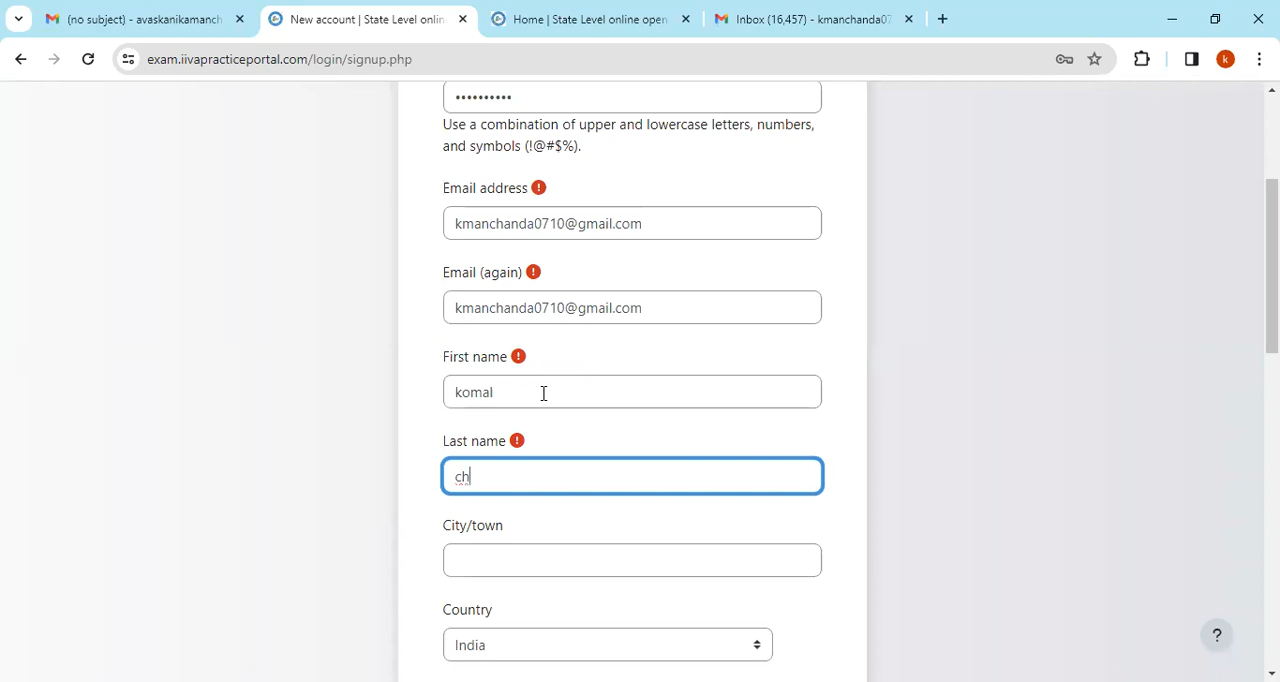 (no subject) - avaskanikamanch
New account | State Level onlin
Home | State Level online open
Inbox (16,457) - kmanchanda07
exam.iivapracticeportal.com/login/signup.php
k
••••••••••
Use a combination of upper and lowercase letters, numbers,
and symbols (!@#$%).
Email address
kmanchanda0710@gmail.com
Email (again)
kmanchanda0710@gmail.com
First name
komal
Last name
ch
City/town
Country
India
?